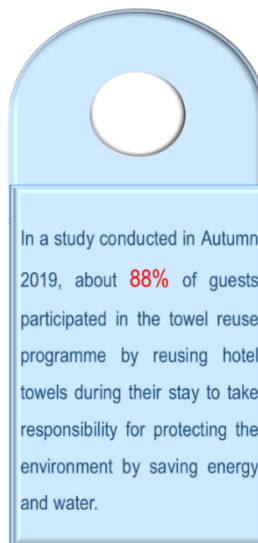 In a study conducted in Autumn
2019, about 88% of guests
participated in the towel reuse
programme by reusing hotel
towels during their stay to take
responsibility for protecting the
environment by saving energy
and water.